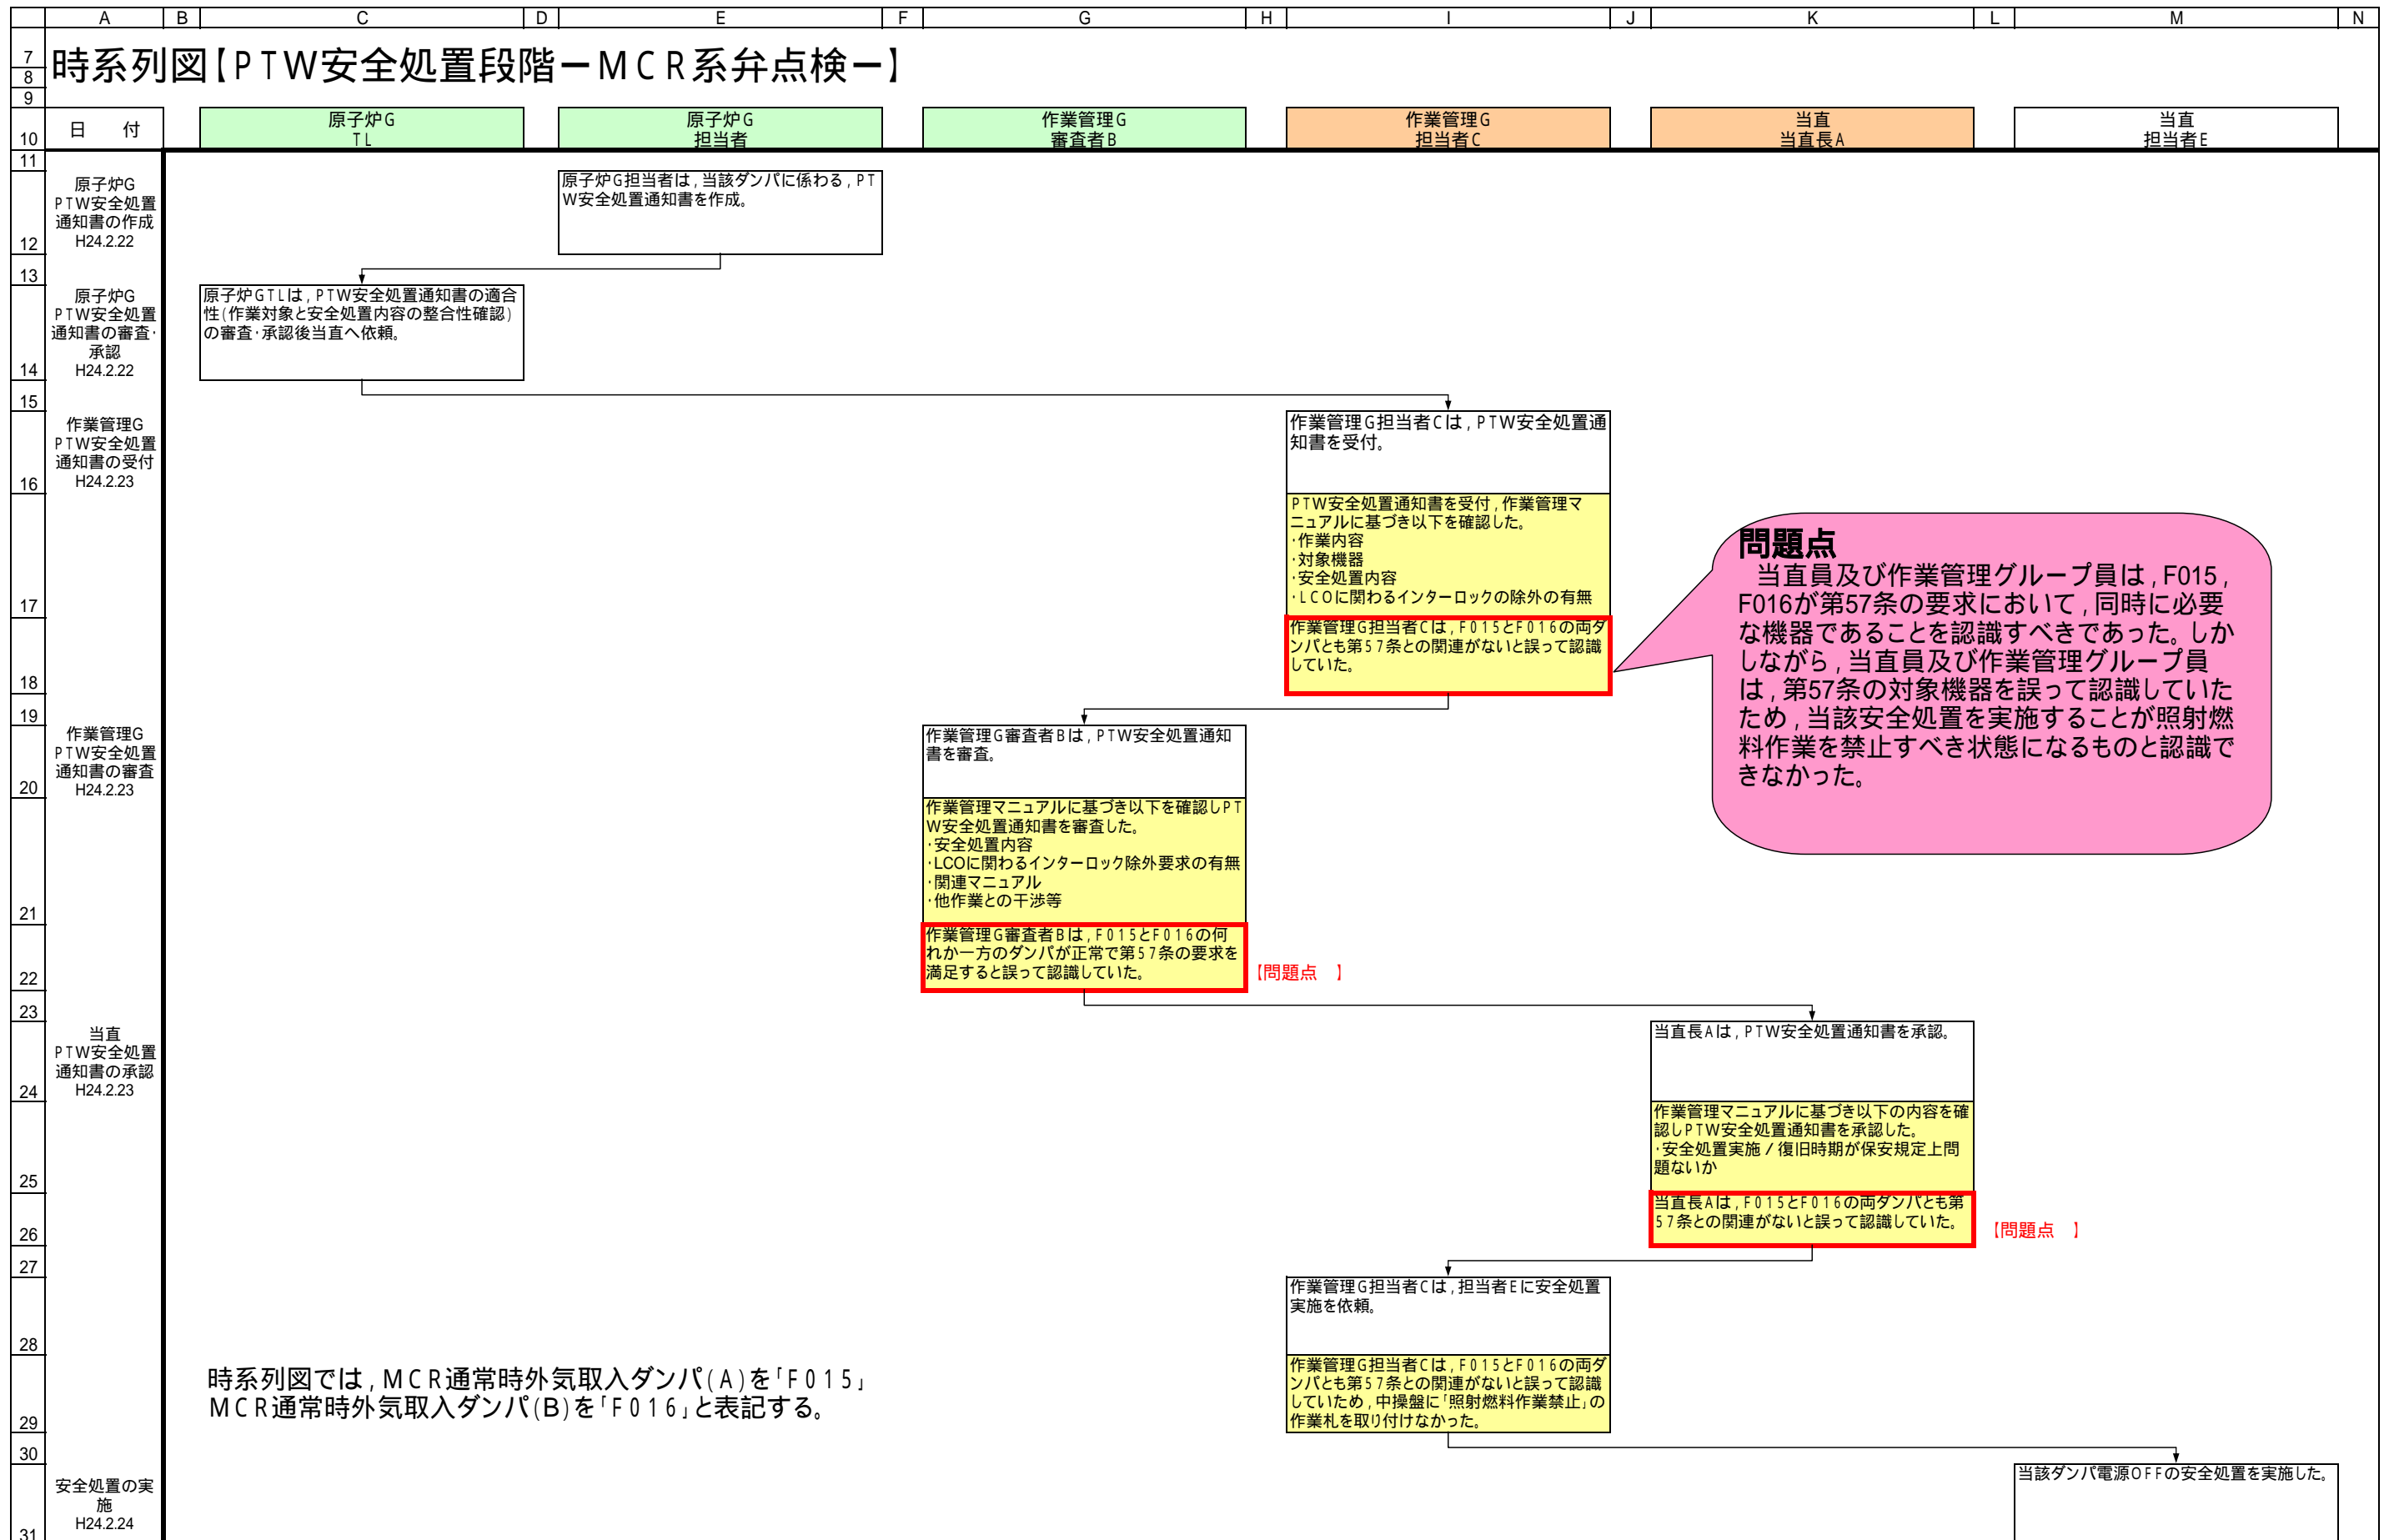 A B C D E F G H I J K L M N
7
8
9
10
11
12
13
14
15
16
17
18
19
20
21
22
23
24
25
26
27
28
29
30
31
時系列図【PTW安全処置段階ーMCR系弁点検ー】
日　付
原子炉G
TL
原子炉G
担当者
作業管理G
審査者B
作業管理G
担当者C
当直
当直長A
当直
担当者E
原子炉G
PTW安全処置
通知書の作成
H24.2.22
原子炉G担当者は,当該ダンパに係わる,PT
W安全処置通知書を作成。
原子炉G
PTW安全処置
通知書の審査・
承認
H24.2.22
原子炉GTLは,PTW安全処置通知書の適合
性(作業対象と安全処置内容の整合性確認)
の審査・承認後当直へ依頼。
作業管理G
PTW安全処置
通知書の受付
H24.2.23
作業管理G担当者Cは,PTW安全処置通
知書を受付。
PTW安全処置通知書を受付,作業管理マ
ニュアルに基づき以下を確認した。
・作業内容
・対象機器
・安全処置内容
・LCOに関わるインターロックの除外の有無
作業管理G担当者Cは,F015とF016の両ダ
ンパとも第57条との関連がないと誤って認識
していた。
問題点
当直員及び作業管理グループ員は,F015,
F016が第57条の要求において,同時に必要
な機器であることを認識すべきであった。しか
しながら,当直員及び作業管理グループ員
は,第57条の対象機器を誤って認識していた
ため,当該安全処置を実施することが照射燃
料作業を禁止すべき状態になるものと認識で
きなかった。
作業管理G
PTW安全処置
通知書の審査
H24.2.23
作業管理G審査者Bは,PTW安全処置通知
書を審査。
作業管理マニュアルに基づき以下を確認しPT
W安全処置通知書を審査した。
・安全処置内容
・LCOに関わるインターロック除外要求の有無
・関連マニュアル
・他作業との干渉等
作業管理G審査者Bは,F015とF016の何
れか一方のダンパが正常で第57条の要求を
満足すると誤って認識していた。
【問題点　】
当直
PTW安全処置
通知書の承認
H24.2.23
当直長Aは,PTW安全処置通知書を承認。
作業管理マニュアルに基づき以下の内容を確
認しPTW安全処置通知書を承認した。
・安全処置実施／復旧時期が保安規定上問
題ないか
当直長Aは,F015とF016の両ダンパとも第
57条との関連がないと誤って認識していた。
【問題点　】
作業管理G担当者Cは,担当者Eに安全処置
実施を依頼。
作業管理G担当者Cは,F015とF016の両ダ
ンパとも第57条との関連がないと誤って認識
していため,中操盤に「照射燃料作業禁止」の
作業札を取り付けなかった。
時系列図では,MCR通常時外気取入ダンパ(A)を「F015」
MCR通常時外気取入ダンパ(B)を「F016」と表記する。
安全処置の実
施
H24.2.24
当該ダンパ電源OFFの安全処置を実施した。